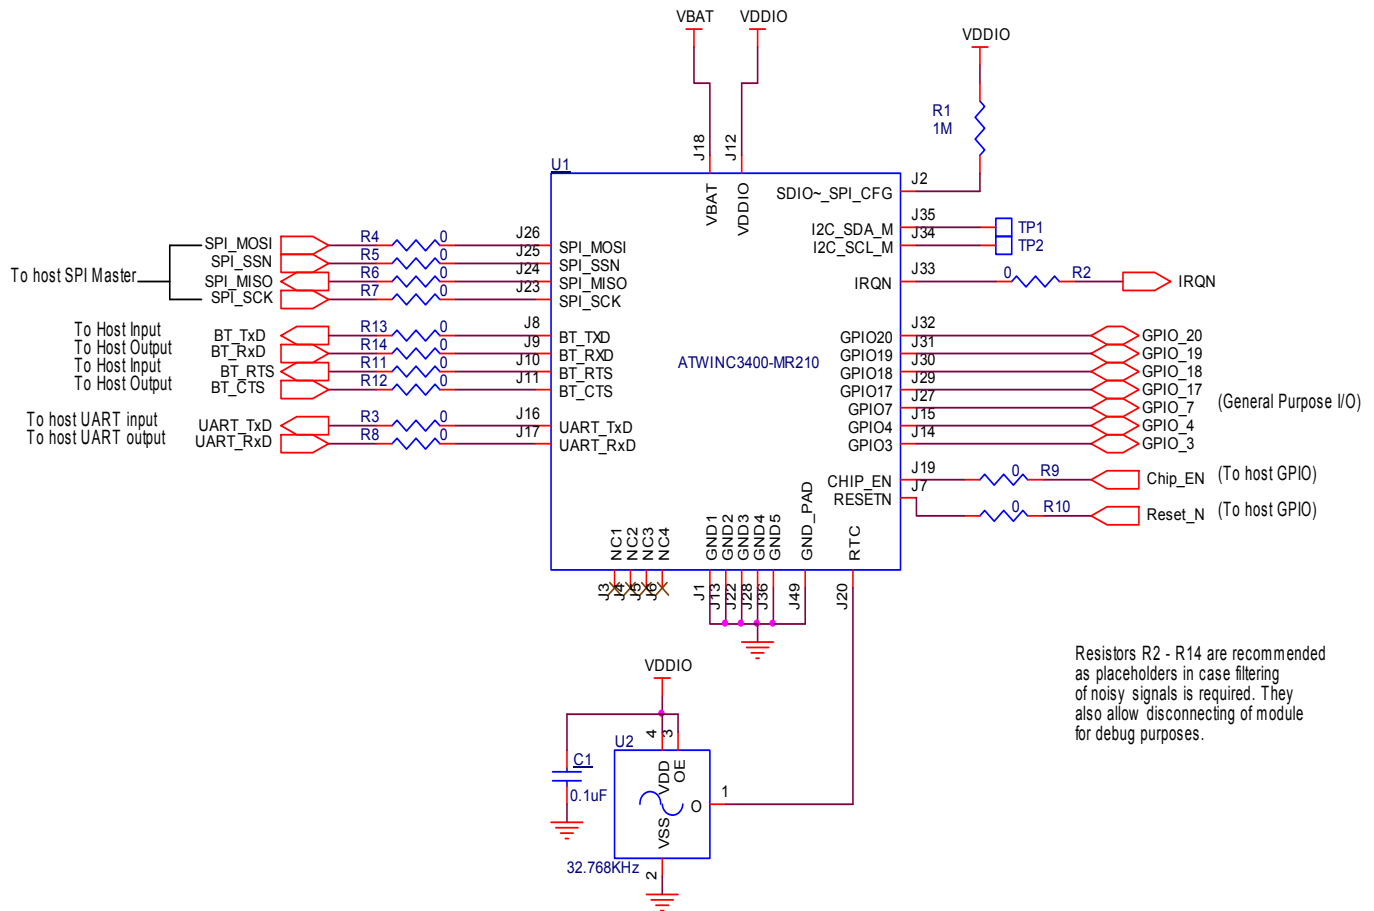 VBAT
VDDIO
VDDIO
R1
1M
J18
J12
U1
VBAT
VDDIO
SDIO~_SPI_CFG
J2
I2C_SDA_M
J35
TP1
I2C_SCL_M
J34
TP2
IRQN
J33
0
R2
IRQN
To host SPI Master
SPI_MOSI
R4
0
J26
SPI_MOSI
SPI_SSN
R5
0
J25
SPI_SSN
SPI_MISO
R6
0
J24
SPI_MISO
SPI_SCK
R7
0
J23
SPI_SCK
To Host Input
BT_TxD
R13
0
J8
BT_TXD
To Host Output
BT_RxD
R14
0
J9
BT_RXD
To Host Input
BT_RTS
R11
0
J10
BT_RTS
To Host Output
BT_CTS
R12
0
J11
BT_CTS
To host UART input
UART_TxD
R3
0
J16
UART_TxD
To host UART output
UART_RxD
R8
0
J17
UART_RxD
ATWINC3400-MR210
GPIO20
J32
GPIO_20
GPIO19
J31
GPIO_19
GPIO18
J30
GPIO_18
GPIO17
J29
GPIO_17
GPIO7
J27
GPIO_7
(General Purpose I/O)
GPIO4
J15
GPIO_4
GPIO3
J14
GPIO_3
CHIP_EN
J19
0
R9
Chip_EN
(To host GPIO)
RESETN
J7
0
R10
Reset_N
(To host GPIO)
NC1
NC2
NC3
NC4
GND1
GND2
GND3
GND4
GND5
GND_PAD
RTC
J3
J4
J5
J6
J1
J13
J22
J28
J36
J49
J20
VDDIO
U2
4
3
C1
0.1uF
VDD
OE
VSS
O
1
32.768KHz
2
Resistors R2 - R14 are recommended
as placeholders in case filtering
of noisy signals is required. They
also allow disconnecting of module
for debug purposes.